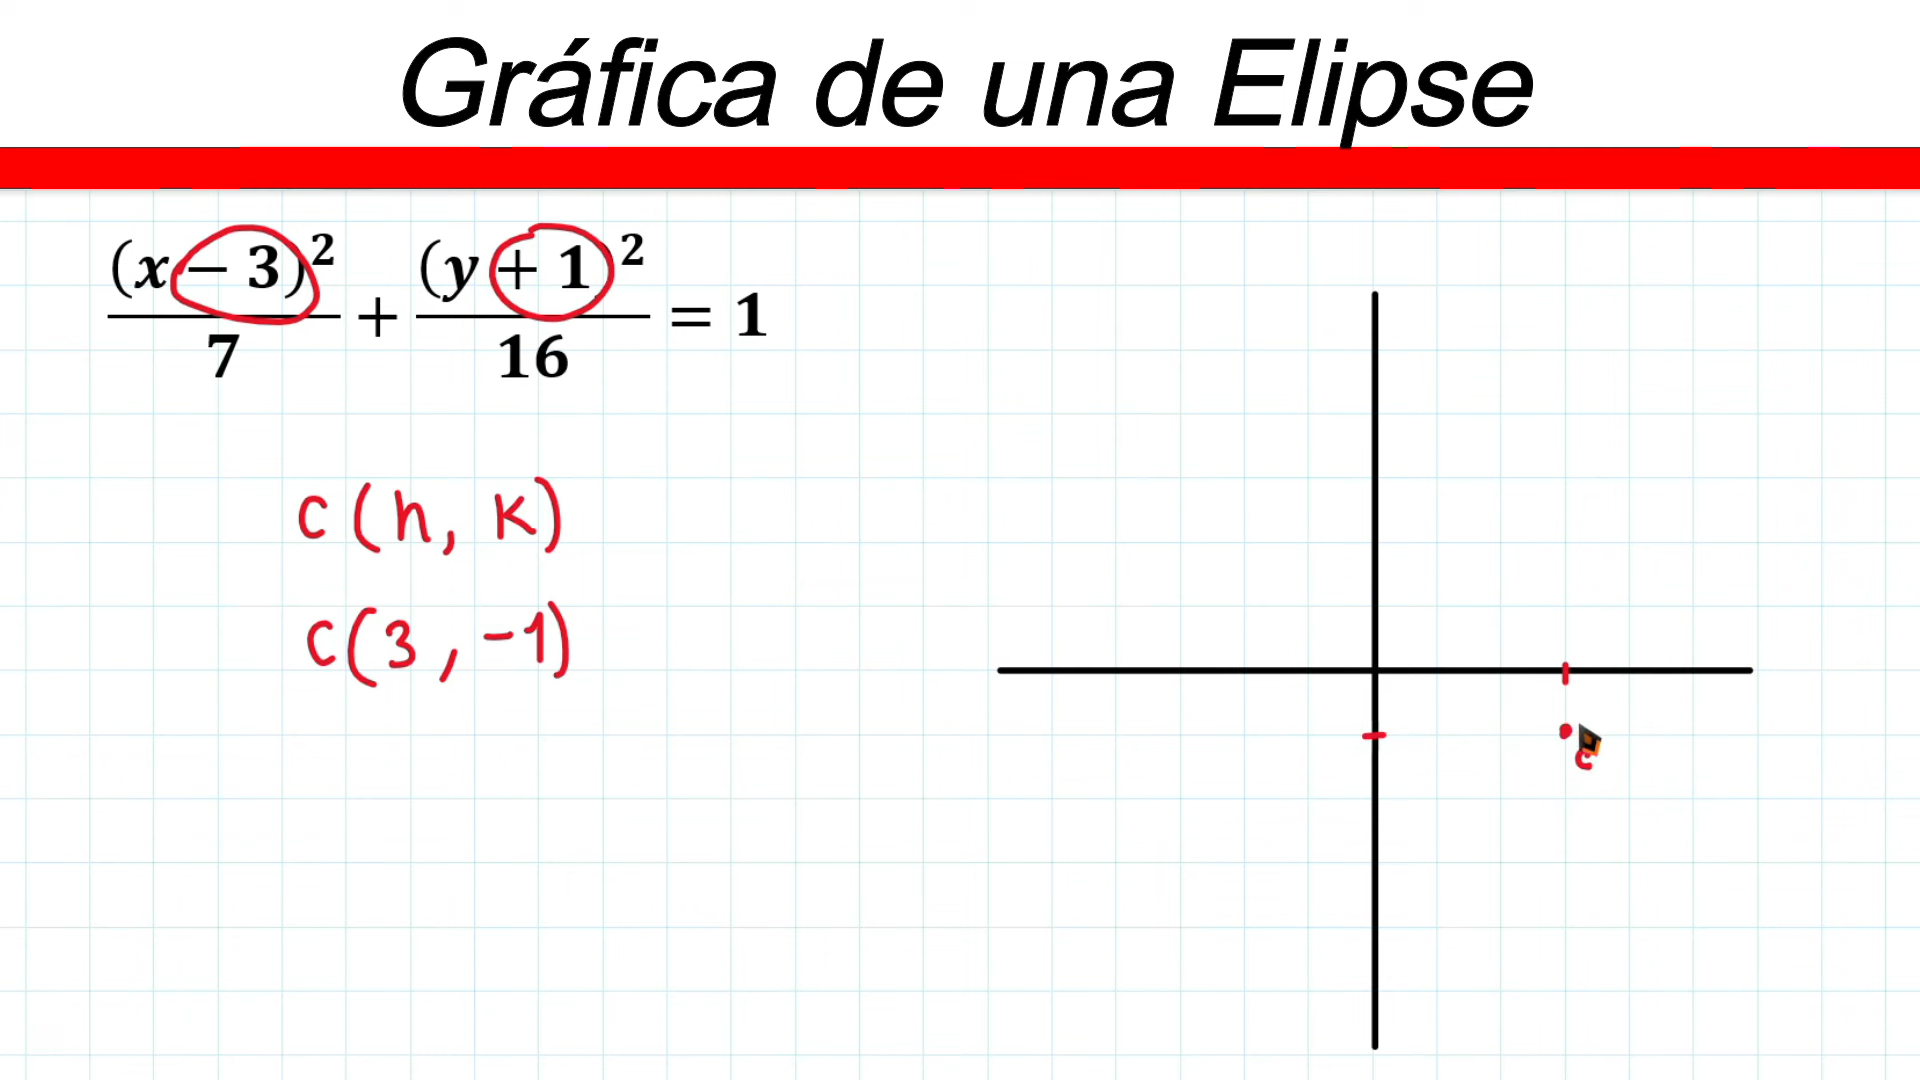 Gráfica de una Elipse
(x − 3)² / 7 + (y + 1)² / 16 = 1
c (h, k)
c (3, -1)
c